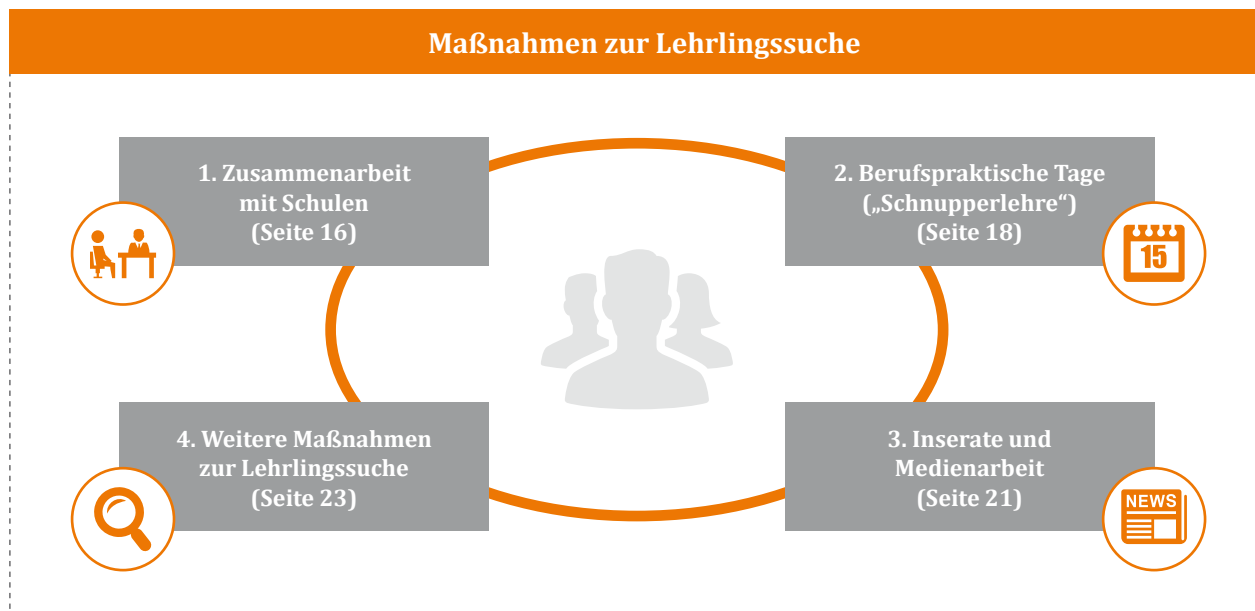 Maßnahmen zur Lehrlingssuche
1. Zusammenarbeit
mit Schulen
(Seite 16)
2. Berufspraktische Tage
(„Schnupperlehre“)
(Seite 18)
15
4. Weitere Maßnahmen
zur Lehrlingssuche
(Seite 23)
3. Inserate und
Medienarbeit
(Seite 21)
NEWS